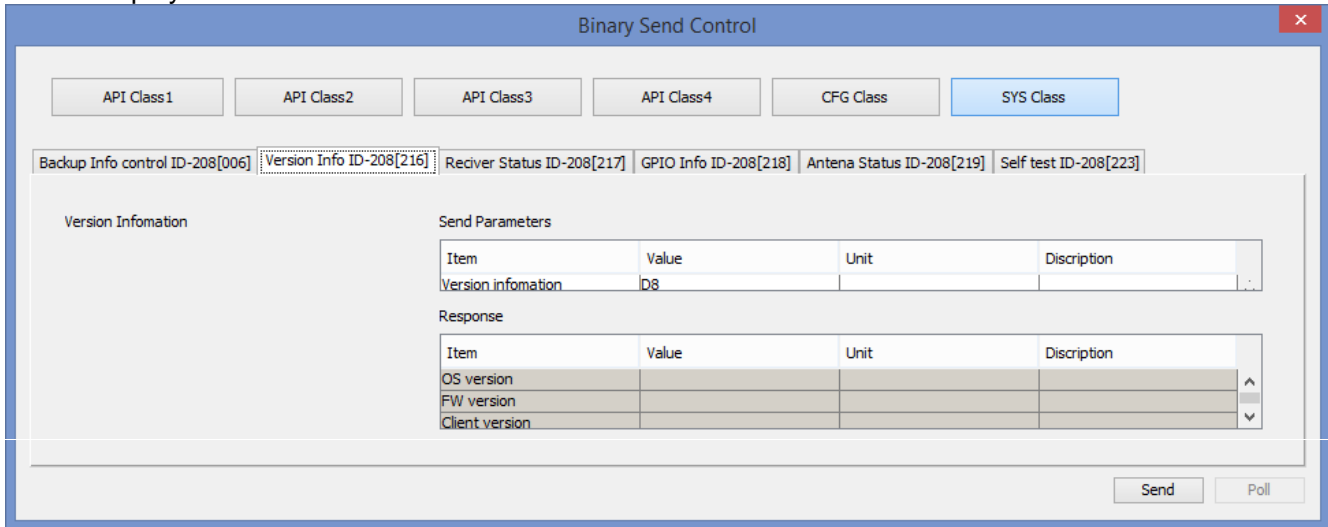 Binary Send Control
API Class1 API Class2 API Class3 API Class4 CFG Class SYS Class
Backup Info control ID-208[006] Version Info ID-208[216] Reciver Status ID-208[217] GPIO Info ID-208[218] Antena Status ID-208[219] Self test ID-208[223]
Version Infomation Send Parameters
Item Value Unit Discription
Version infomation D8
Response
Item Value Unit Discription
OS version
FW version
Client version
Send Poll